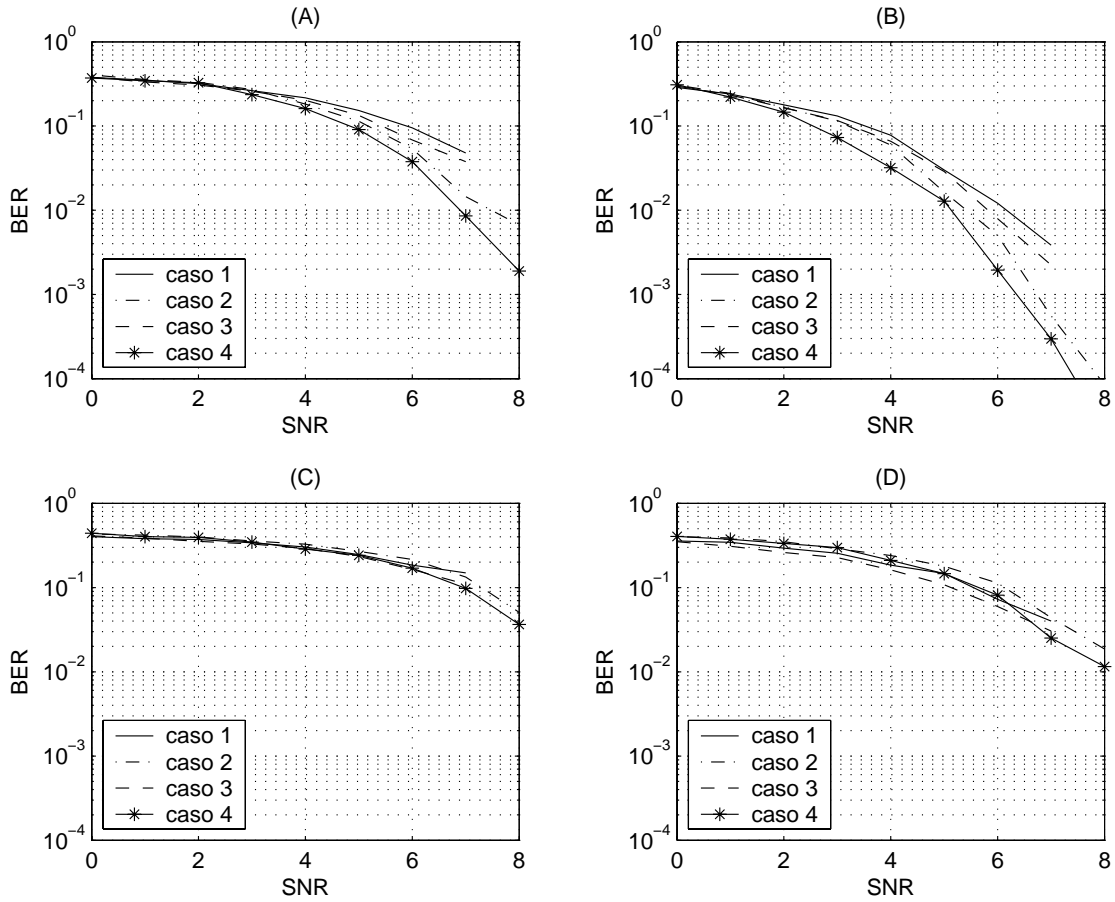 (A)
10^0
10^-1
10^-2
10^-3
10^-4
BER
caso 1
caso 2
caso 3
caso 4
0 2 4 6 8
SNR
(B)
10^0
10^-1
10^-2
10^-3
10^-4
BER
caso 1
caso 2
caso 3
caso 4
0 2 4 6 8
SNR
(C)
10^0
10^-1
10^-2
10^-3
10^-4
BER
caso 1
caso 2
caso 3
caso 4
0 2 4 6 8
SNR
(D)
10^0
10^-1
10^-2
10^-3
10^-4
BER
caso 1
caso 2
caso 3
caso 4
0 2 4 6 8
SNR